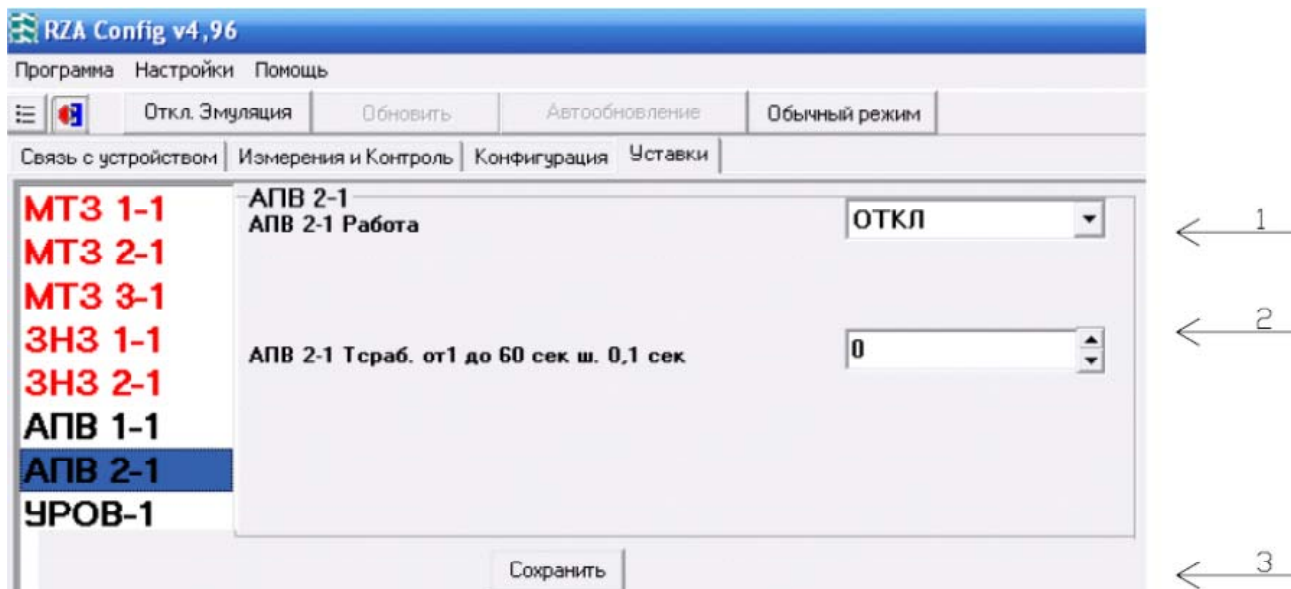 RZA Config v4,96
Программа Настройки Помощь
Откл. Эмуляция Обновить Автообновление Обычный режим
Связь с устройством Измерения и Контроль Конфигурация Уставки
МТЗ 1-1
МТЗ 2-1
МТЗ 3-1
ЗНЗ 1-1
ЗНЗ 2-1
АПВ 1-1
АПВ 2-1
УРОВ-1
АПВ 2-1
АПВ 2-1 Работа ОТКЛ
1
АПВ 2-1 Тсраб. от1 до 60 сек ш. 0,1 сек 0
2
Сохранить
3